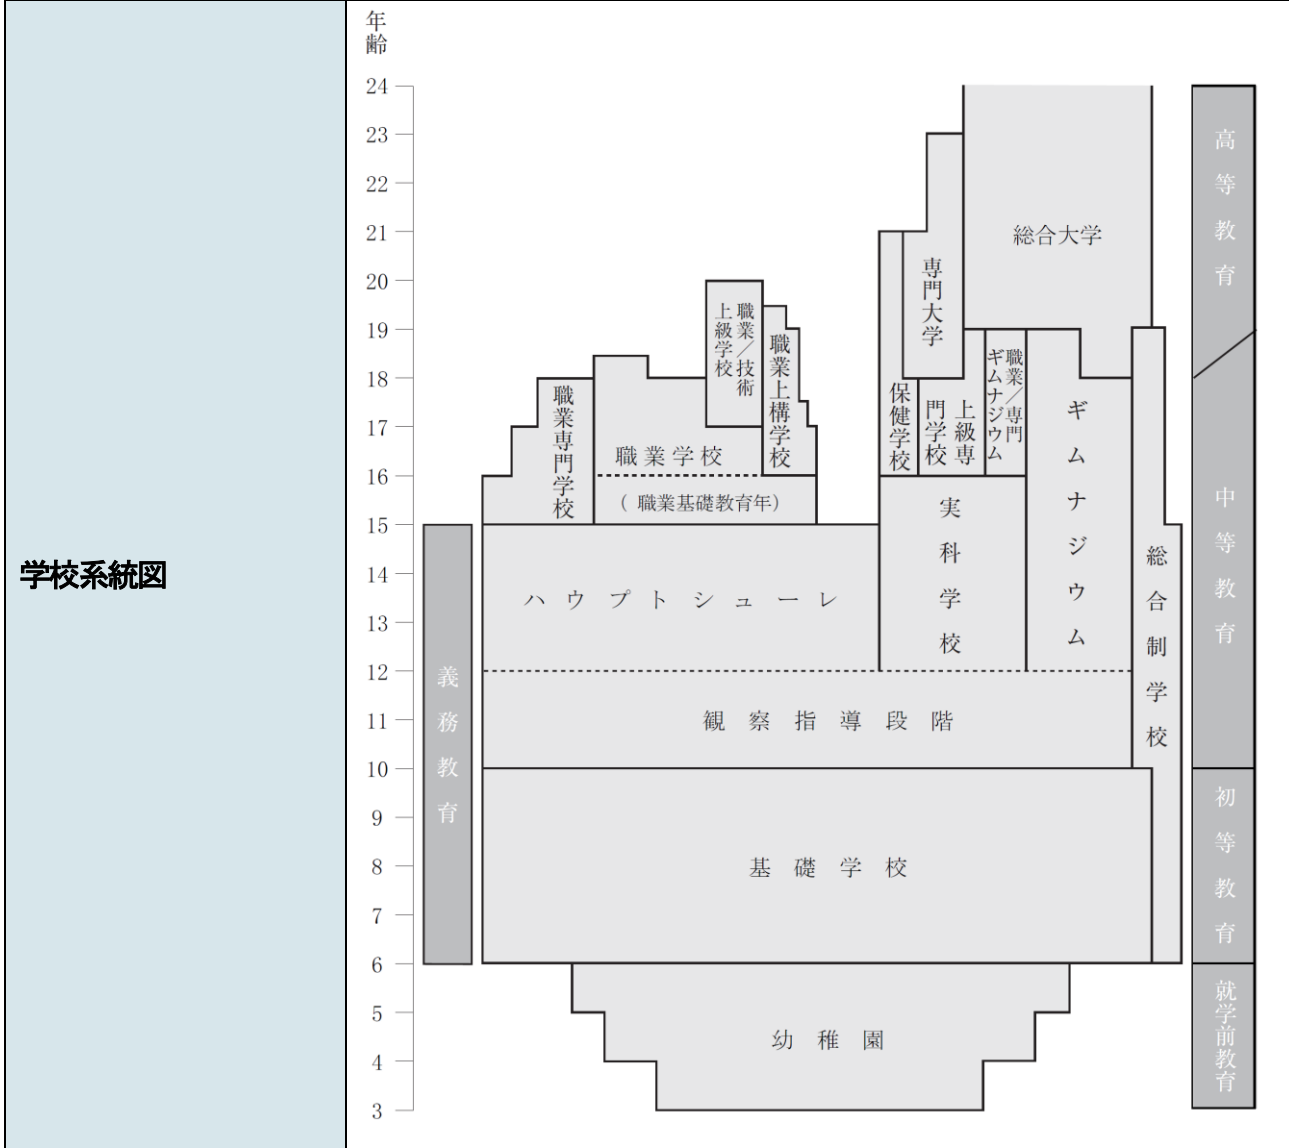 学校系統図
年齢
24
23
22
21
20
19
18
17
16
15
14
13
12
11
10
9
8
7
6
5
4
3
義務教育
総合大学
専門大学
職業／技術
上級学校
職業上構学校
職業専門学校
職業学校
（職業基礎教育年）
保健学校
上級専
門学校
職業／専門
ギムナジウム
ギムナジウム
実科学校
総合制学校
ハウプトシューレ
観察指導段階
基礎学校
幼稚園
高等教育
中等教育
初等教育
就学前教育